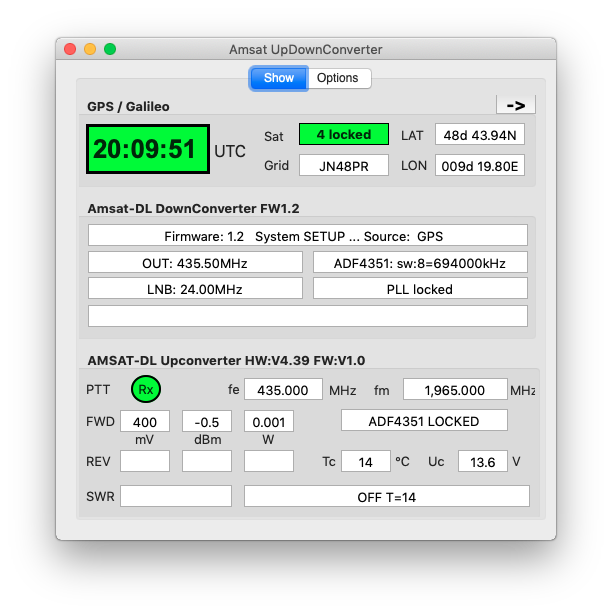 Amsat UpDownConverter
Show Options
GPS / Galileo ->
20:09:51 UTC Sat 4 locked LAT 48d 43.94N
Grid JN48PR LON 009d 19.80E
Amsat-DL DownConverter FW1.2
Firmware: 1.2 System SETUP ... Source: GPS
OUT: 435.50MHz ADF4351: sw:8=694000kHz
LNB: 24.00MHz PLL locked
AMSAT-DL Upconverter HW:V4.39 FW:V1.0
PTT Rx fe 435.000 MHz fm 1,965.000 MHz
FWD 400 -0.5 0.001 ADF4351 LOCKED
mV dBm W
REV Tc 14 °C Uc 13.6 V
SWR OFF T=14